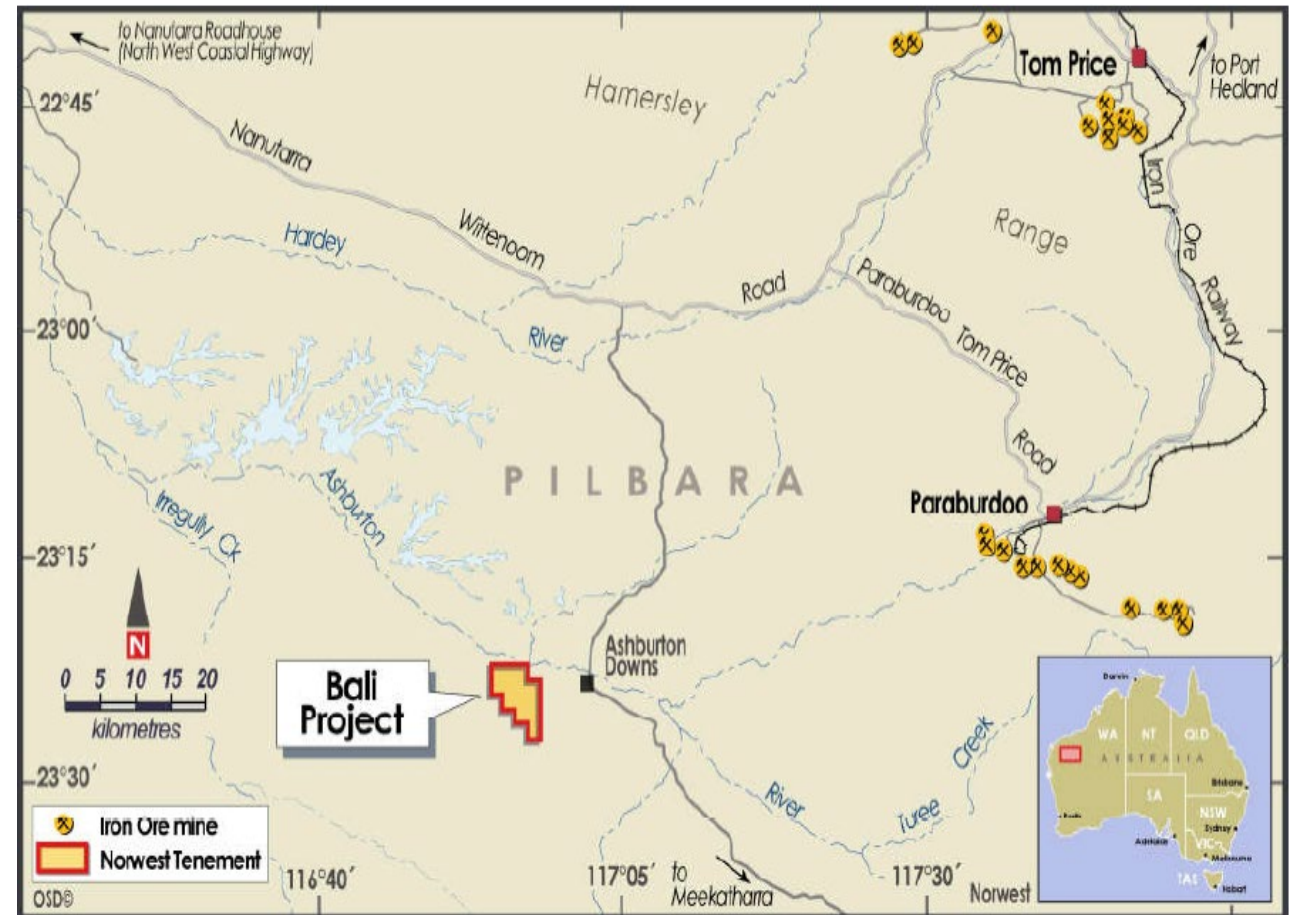 to Nanutarra Roadhouse
(North West Coastal Highway)
Tom Price
to Port
Hedland
Hamersley
22°45´
Nanutarra
Iron
Wittenoom
Hardey
Range
Ore
Road
Paraburdoo
Railway
23°00´
River
Tom Price
Road
PILBARA
Ashburton
Paraburdoo
Irregully Ck
23°15´
Ashburton
Downs
N
0 5 10 15 20
kilometres
Bali
Project
Darwin
WA
NT
QLD
AUSTRALIA
Brisbane
SA
NSW
Perth
Sydney
Adelaide
VIC
Melbourne
TAS
Hobart
Creek
23°30´
River
Turee
Iron Ore mine
Norwest Tenement
116°40´
117°05´
to
Meekatharra
117°30´
Norwest
OSD©